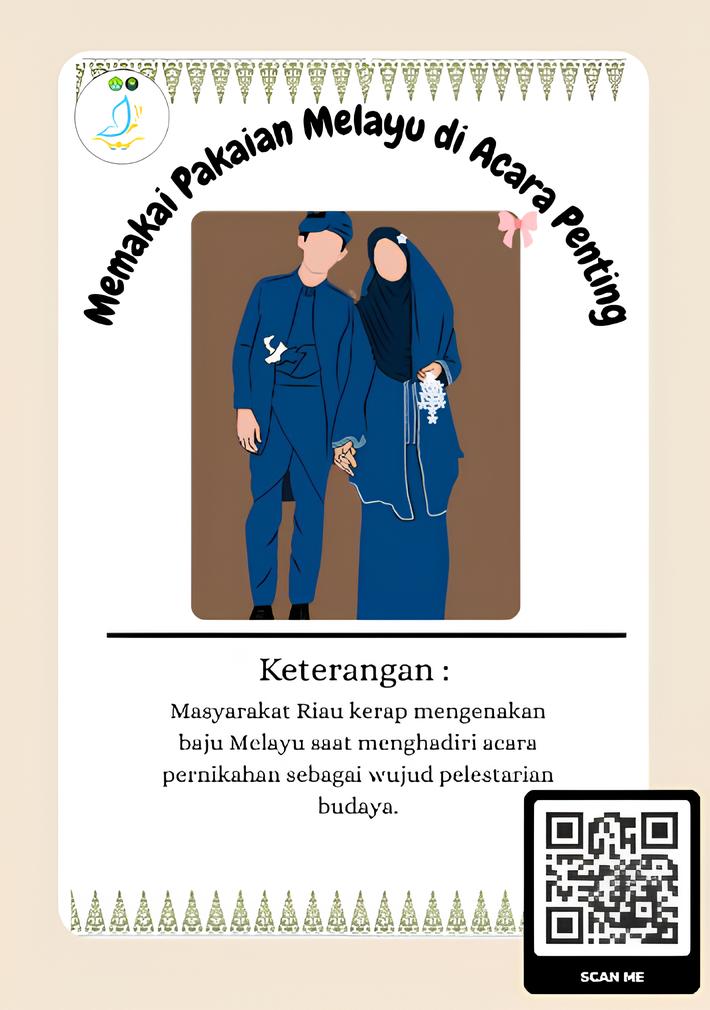 Memakai Pakaian Melayu di Acara Penting
Keterangan :
Masyarakat Riau kerap mengenakan
baju Melayu saat menghadiri acara
pernikahan sebagai wujud pelestarian
budaya.
SCAN ME